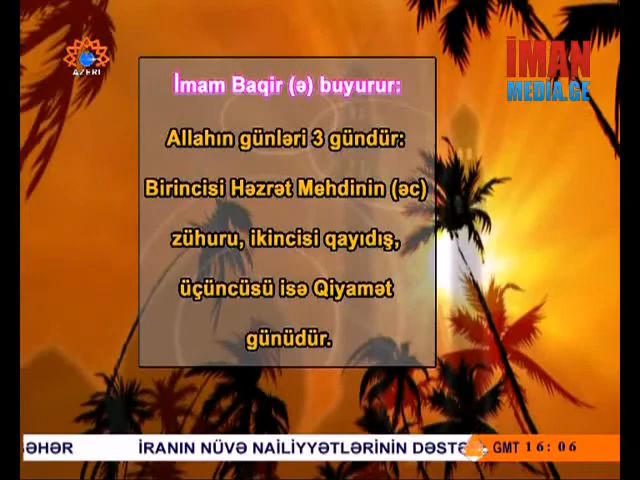 AZERI
İMAN
MEDIA.GE
İmam Baqir (ə) buyurur:
Allahın günləri 3 gündür:
Birincisi Həzrət Mehdinin (əc)
zühuru, ikincisi qayıdış,
üçüncüsü isə Qiyamət
günüdür.
ƏHƏR İRANIN NÜVƏ NAİLİYYƏTLƏRİNİN DƏSTƏ GMT 16:06